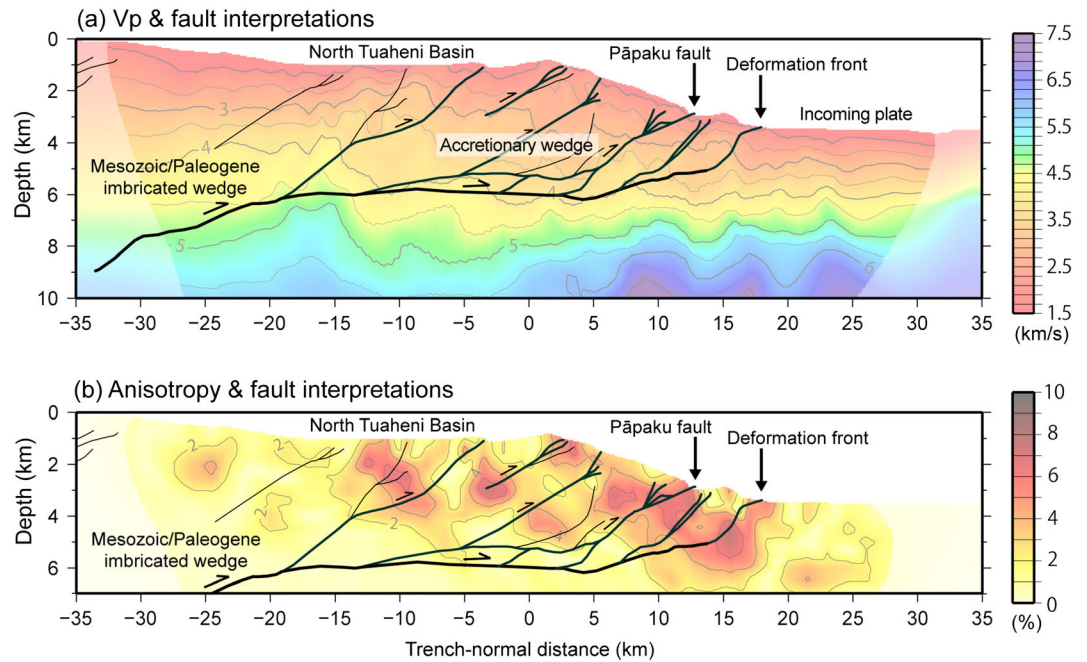 (a) Vp & fault interpretations
0
2
4
6
8
10
Depth (km)
North Tuaheni Basin
Pāpaku fault
Deformation front
Incoming plate
Accretionary wedge
Mesozoic/Paleogene
imbricated wedge
3
4
4
5
5
6
−35 −30 −25 −20 −15 −10 −5 0 5 10 15 20 25 30 35
7.5
6.5
5.5
4.5
3.5
2.5
1.5
(km/s)
(b) Anisotropy & fault interpretations
0
2
4
6
Depth (km)
North Tuaheni Basin
Pāpaku fault
Deformation front
Mesozoic/Paleogene
imbricated wedge
2
2
2
2
4
4
−35 −30 −25 −20 −15 −10 −5 0 5 10 15 20 25 30 35
Trench-normal distance (km)
10
8
6
4
2
0
(%)